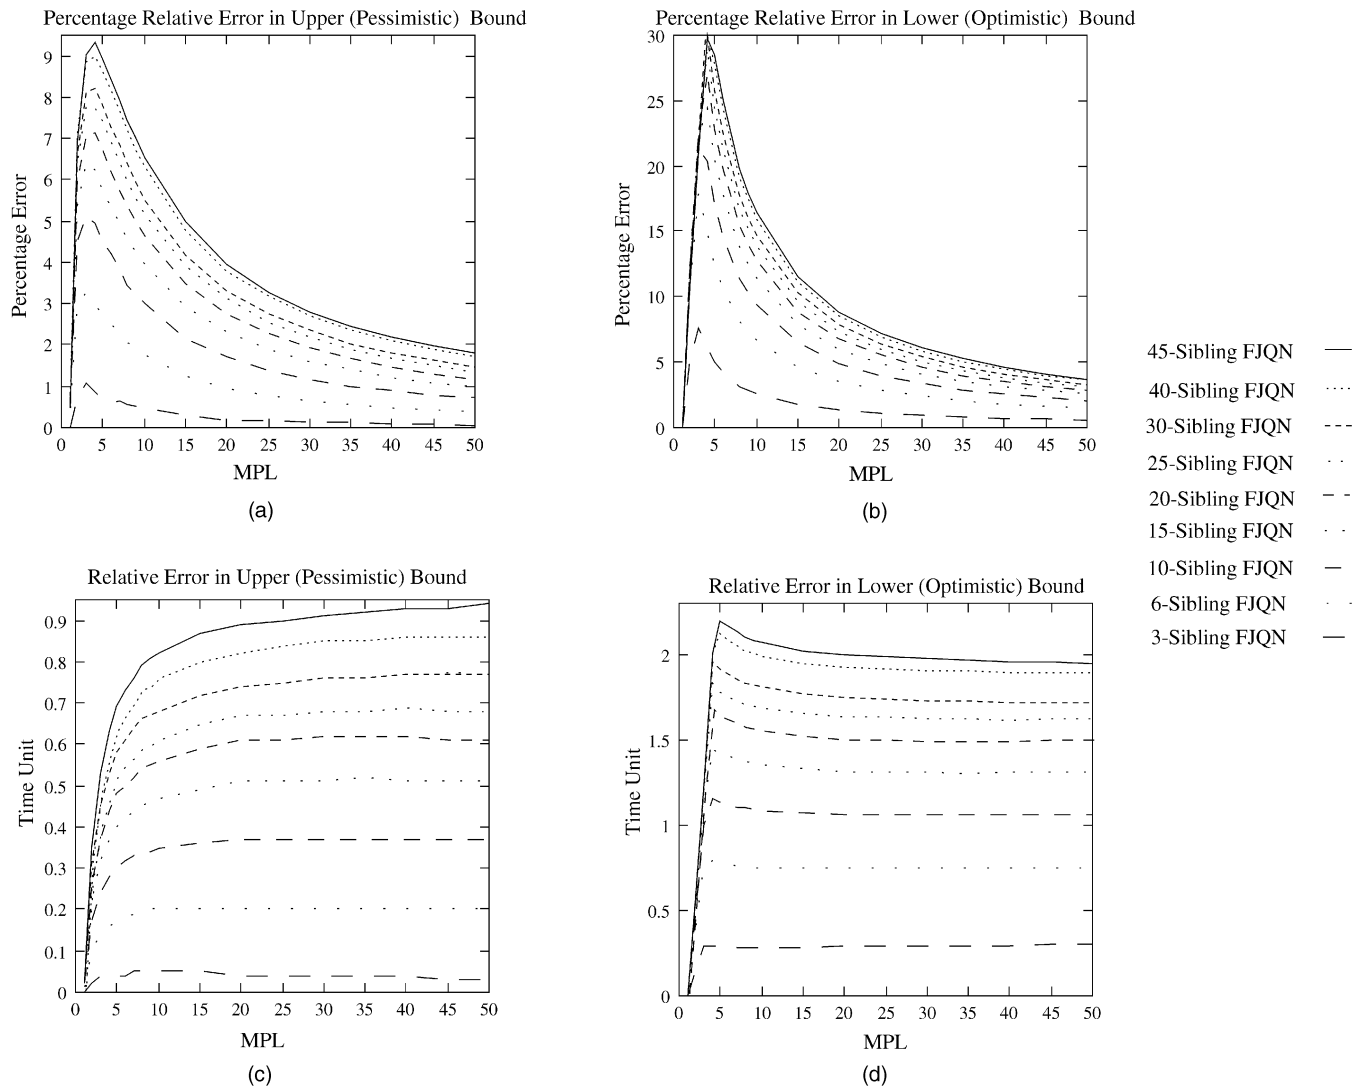 Percentage Relative Error in Upper (Pessimistic) Bound
9
8
7
6
5
4
3
2
1
0
Percentage Error
0 5 10 15 20 25 30 35 40 45 50
MPL
(a)
Percentage Relative Error in Lower (Optimistic) Bound
30
25
20
15
10
5
0
Percentage Error
0 5 10 15 20 25 30 35 40 45 50
MPL
(b)
45-Sibling FJQN
40-Sibling FJQN
30-Sibling FJQN
25-Sibling FJQN
20-Sibling FJQN
15-Sibling FJQN
10-Sibling FJQN
6-Sibling FJQN
3-Sibling FJQN
Relative Error in Upper (Pessimistic) Bound
0.9
0.8
0.7
0.6
0.5
0.4
0.3
0.2
0.1
0
Time Unit
0 5 10 15 20 25 30 35 40 45 50
MPL
(c)
Relative Error in Lower (Optimistic) Bound
2
1.5
1
0.5
0
Time Unit
0 5 10 15 20 25 30 35 40 45 50
MPL
(d)